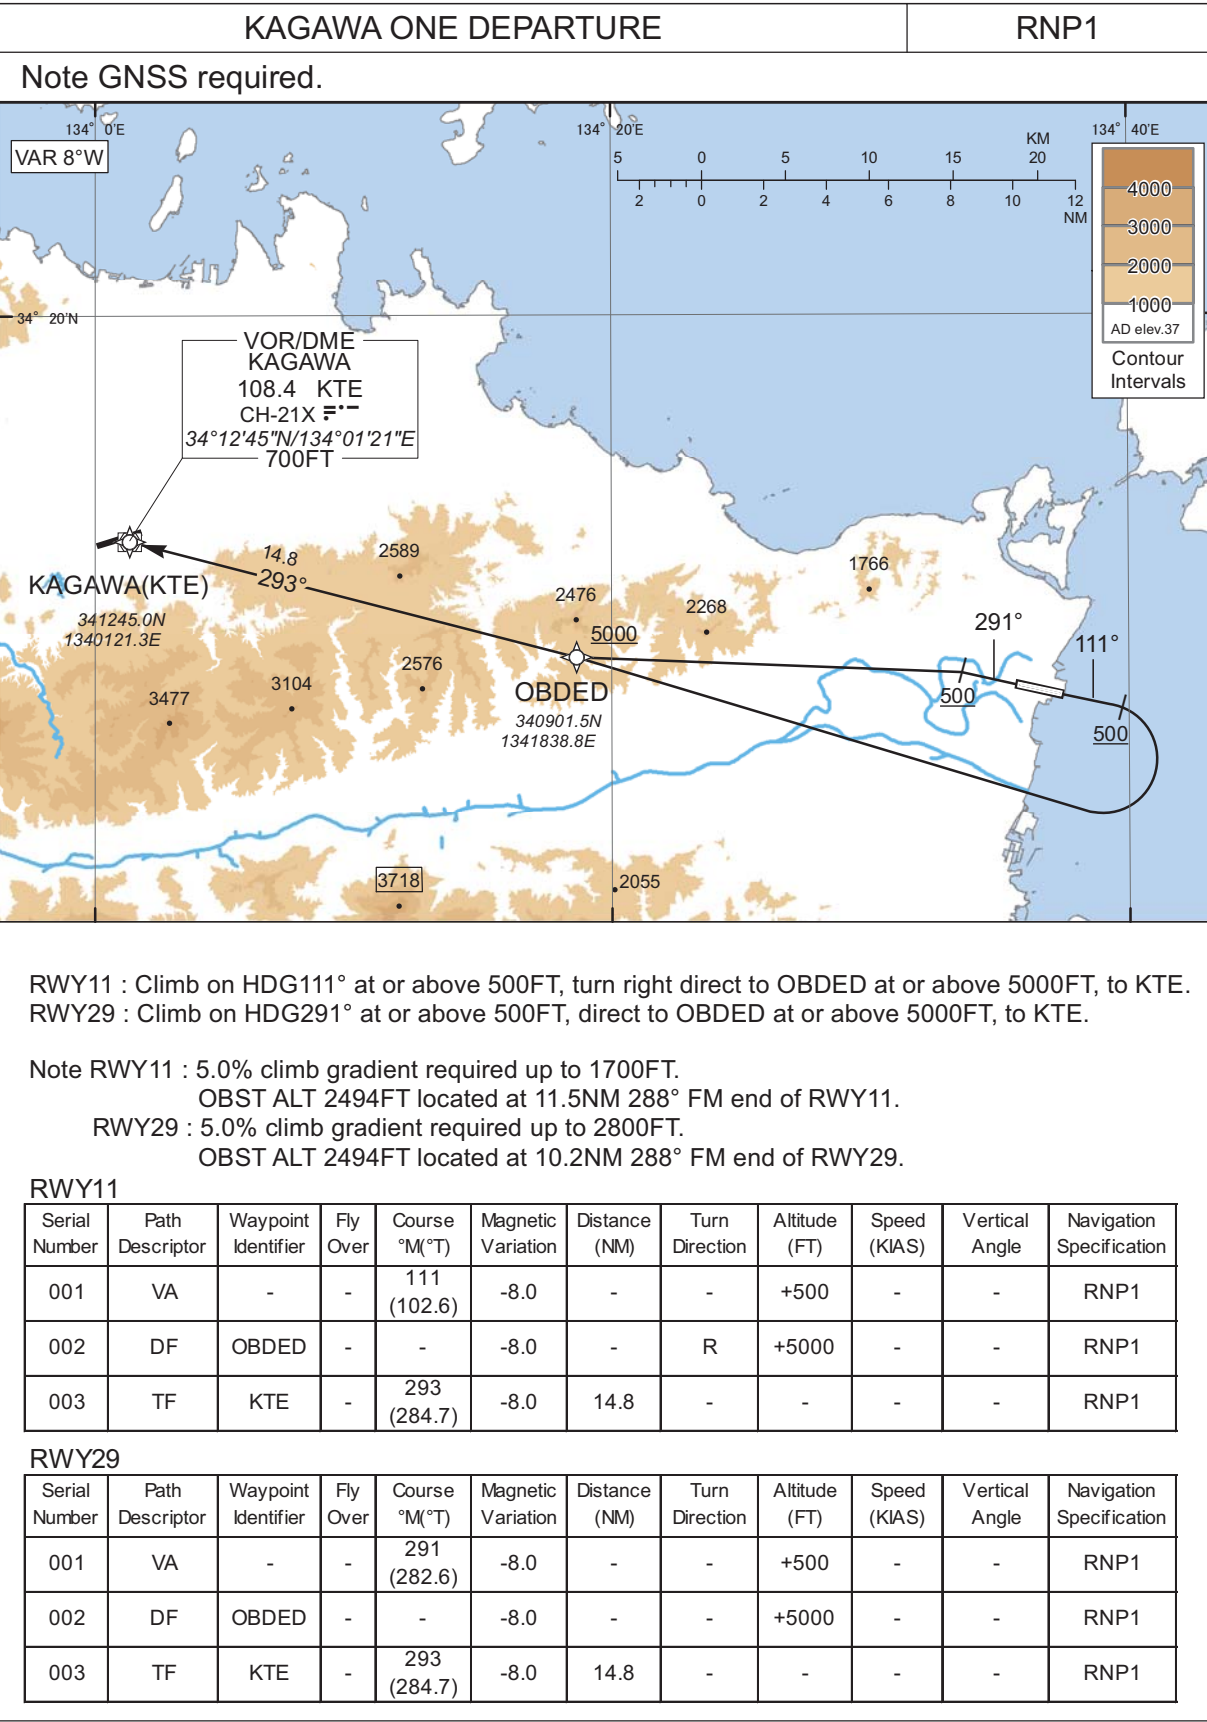 KAGAWA ONE DEPARTURE
RNP1
Note GNSS required.
134° 0'E
134° 20'E
134° 40'E
VAR 8°W
KM
5 0 5 10 15 20
2 0 2 4 6 8 10 12
NM
4000
3000
2000
1000
AD elev.37
Contour
Intervals
34° 20'N
VOR/DME
KAGAWA
108.4 KTE
CH-21X
34°12'45"N/134°01'21"E
700FT
14.8
293°
2589
1766
KAGAWA(KTE)
341245.0N
1340121.3E
2476
2268
5000
291°
111°
2576
3104
3477
OBDED
340901.5N
1341838.8E
500
500
3718
2055
RWY11 : Climb on HDG111° at or above 500FT, turn right direct to OBDED at or above 5000FT, to KTE.
RWY29 : Climb on HDG291° at or above 500FT, direct to OBDED at or above 5000FT, to KTE.
Note RWY11 : 5.0% climb gradient required up to 1700FT.
OBST ALT 2494FT located at 11.5NM 288° FM end of RWY11.
RWY29 : 5.0% climb gradient required up to 2800FT.
OBST ALT 2494FT located at 10.2NM 288° FM end of RWY29.
RWY11
Serial Path Waypoint Fly Course Magnetic Distance Turn Altitude Speed Vertical Navigation
Number Descriptor Identifier Over °M(°T) Variation (NM) Direction (FT) (KIAS) Angle Specification
001 VA - - 111 (102.6) -8.0 - - +500 - - RNP1
002 DF OBDED - - -8.0 - R +5000 - - RNP1
003 TF KTE - 293 (284.7) -8.0 14.8 - - - - RNP1
RWY29
Serial Path Waypoint Fly Course Magnetic Distance Turn Altitude Speed Vertical Navigation
Number Descriptor Identifier Over °M(°T) Variation (NM) Direction (FT) (KIAS) Angle Specification
001 VA - - 291 (282.6) -8.0 - - +500 - - RNP1
002 DF OBDED - - -8.0 - - +5000 - - RNP1
003 TF KTE - 293 (284.7) -8.0 14.8 - - - - RNP1